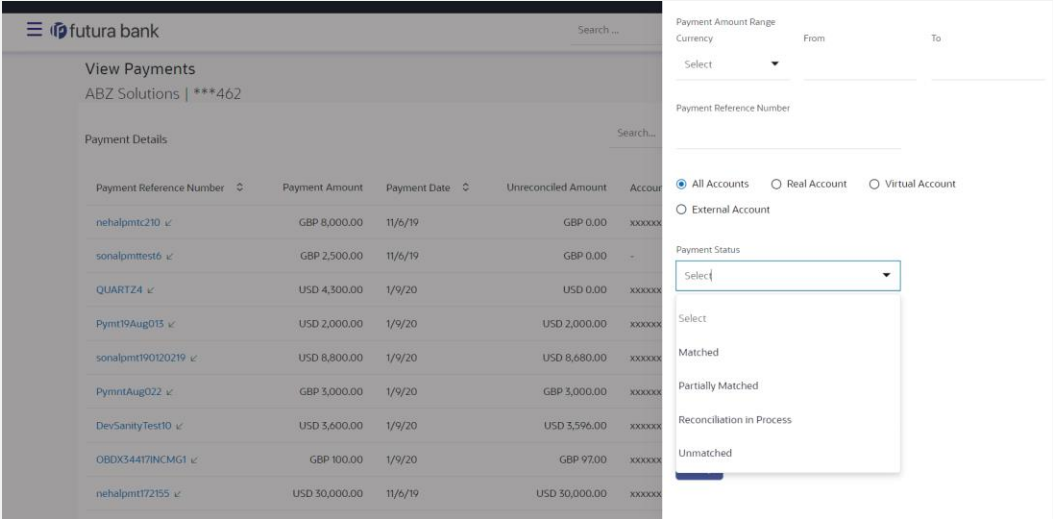 futura bank
Search ...
View Payments
ABZ Solutions | ***462
Payment Details
Search...
Payment Reference Number Payment Amount Payment Date Unreconciled Amount
nehalpmtc210 GBP 8,000.00 11/6/19 GBP 0.00 xxxxxx
sonalpmttest6 GBP 2,500.00 11/6/19 GBP 0.00 -
QUARTZ4 USD 4,300.00 1/9/20 USD 0.00 xxxxxx
Pymt19Aug013 USD 2,000.00 1/9/20 USD 2,000.00 xxxxxx
sonalpmt190120219 USD 8,800.00 1/9/20 USD 8,680.00 xxxxxx
PymntAug022 GBP 3,000.00 1/9/20 GBP 3,000.00 xxxxxx
DevSanityTest10 USD 3,600.00 1/9/20 USD 3,596.00 xxxxxx
OBDX34417INCMG1 GBP 100.00 1/9/20 GBP 97.00 xxxxxx
nehalpmt172155 USD 30,000.00 11/6/19 USD 30,000.00 xxxxxx
Payment Amount Range
Currency From To
Select
Payment Reference Number
All Accounts Real Account Virtual Account
External Account
Payment Status
Select
Select
Matched
Partially Matched
Reconciliation in Process
Unmatched